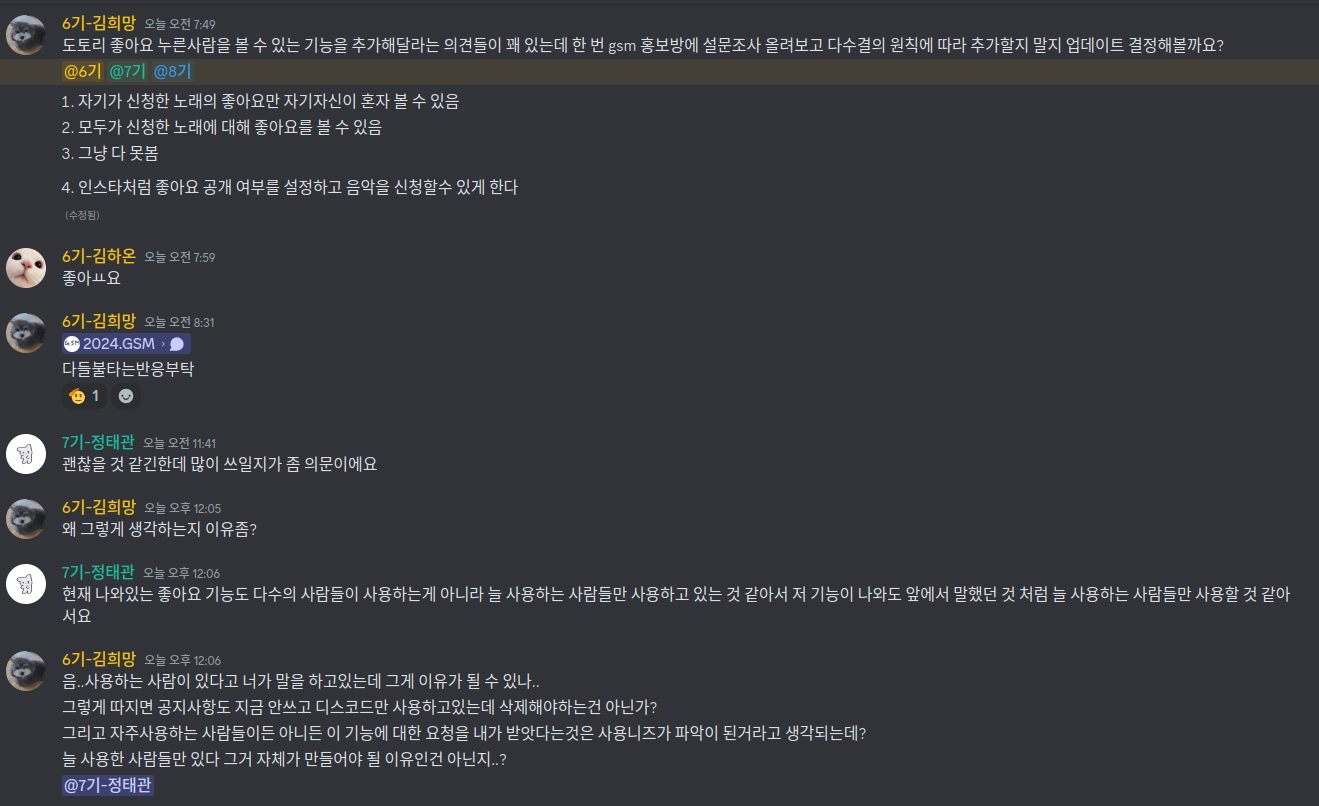 6기-김희망 오늘 오전 7:49
도토리 좋아요 누른사람을 볼 수 있는 기능을 추가해달라는 의견들이 꽤 있는데 한 번 gsm 홍보방에 설문조사 올려보고 다수결의 원칙에 따라 추가할지 말지 업데이트 결정해볼까요?
@6기 @7기 @8기
1. 자기가 신청한 노래의 좋아요만 자기자신이 혼자 볼 수 있음
2. 모두가 신청한 노래에 대해 좋아요를 볼 수 있음
3. 그냥 다 못봄
4. 인스타처럼 좋아요 공개 여부를 설정하고 음악을 신청할수 있게 한다
(수정됨)
6기-김하온 오늘 오전 7:59
좋아ㅛ요
6기-김희망 오늘 오전 8:31
GSM 2024.GSM ›
다들불타는반응부탁
1
7기-정태관 오늘 오전 11:41
괜찮을 것 같긴한데 많이 쓰일지가 좀 의문이에요
6기-김희망 오늘 오후 12:05
왜 그렇게 생각하는지 이유좀?
7기-정태관 오늘 오후 12:06
현재 나와있는 좋아요 기능도 다수의 사람들이 사용하는게 아니라 늘 사용하는 사람들만 사용하고 있는 것 같아서 저 기능이 나와도 앞에서 말했던 것 처럼 늘 사용하는 사람들만 사용할 것 같아
서요
6기-김희망 오늘 오후 12:06
음..사용하는 사람이 있다고 너가 말을 하고있는데 그게 이유가 될 수 있나..
그렇게 따지면 공지사항도 지금 안쓰고 디스코드만 사용하고있는데 삭제해야하는건 아닌가?
그리고 자주사용하는 사람들이든 아니든 이 기능에 대한 요청을 내가 받앗다는것은 사용니즈가 파악이 된거라고 생각되는데?
늘 사용한 사람들만 있다 그거 자체가 만들어야 될 이유인건 아닌지..?
@7기-정태관